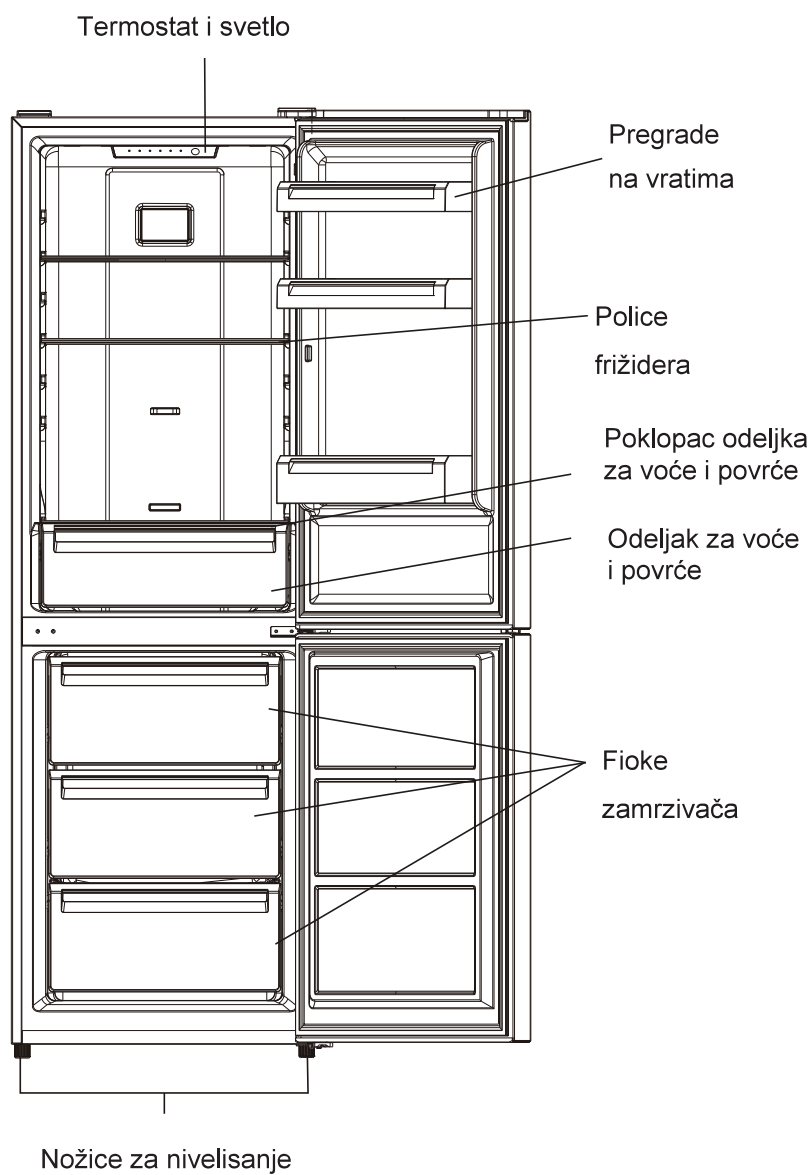 Termostat i svetlo
Pregrade
na vratima
Police
frižidera
Poklopac odeljka
za voće i povrće
Odeljak za voće
i povrće
Fioke
zamrzivača
Nožice za nivelisanje